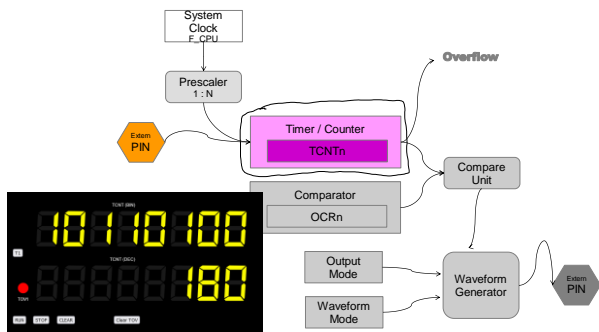 System
Clock
F_CPU
Prescaler
1 : N
Overflow
Extern
PIN
Timer / Counter
TCNTn
Comparator
OCRn
Compare
Unit
TCNT (BIN)
10110100
T1
TCNT (DEC)
180
TOV1
RUN
STOP
CLEAR
Clear TOV
Output
Mode
Waveform
Mode
Waveform
Generator
Extern
PIN